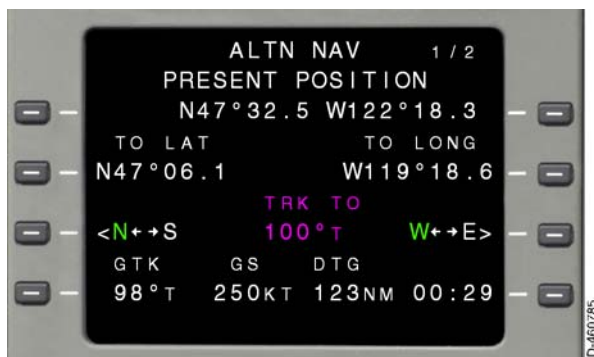 ALTN NAV 1/2
PRESENT POSITION
N47°32.5 W122°18.3
TO LAT TO LONG
N47°06.1 W119°18.6
TRK TO
<N←→S 100°T W←→E>
GTK GS DTG
98°T 250KT 123NM 00:29
D-460785